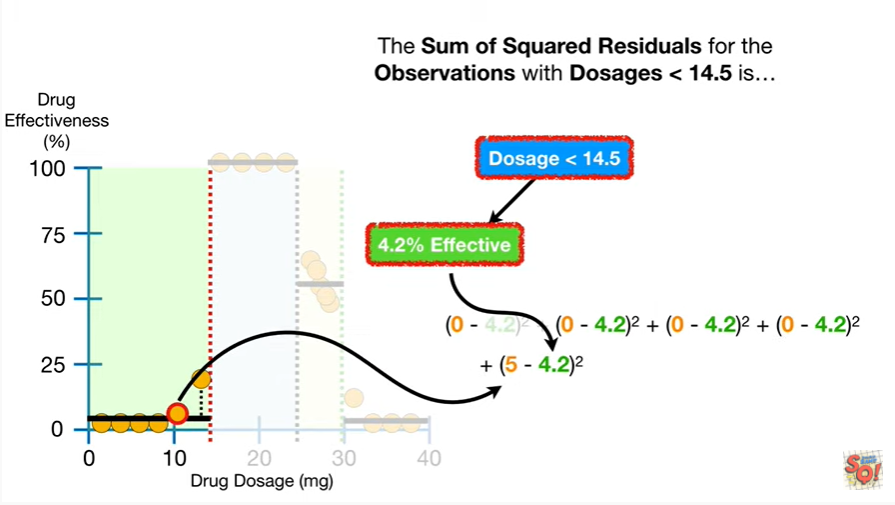 The Sum of Squared Residuals for the
Observations with Dosages < 14.5 is…
Drug
Effectiveness
(%)
100
75
50
25
0
0
10
20
30
40
Drug Dosage (mg)
Dosage < 14.5
4.2% Effective
(0 - 4.2)² + (0 - 4.2)² + (0 - 4.2)² + (0 - 4.2)²
+ (5 - 4.2)²
SQ!